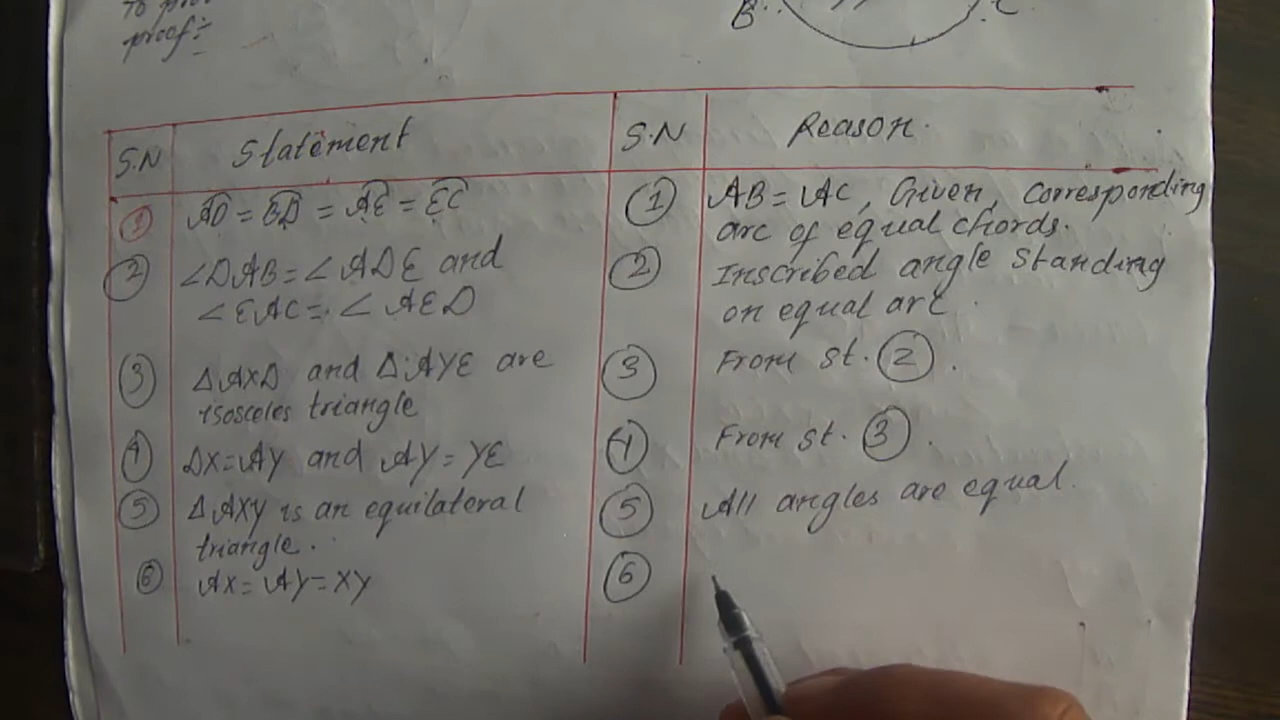 to pro
proof:-
B
C
S.N Statement S.N Reason.
① AD = BD = AE = EC ① AB = AC, Given, Corresponding
arc of equal chords.
② ∠DAB = ∠ADE and ② Inscribed angle standing
∠EAC = ∠AED on equal arc.
③ ΔAXD and ΔAYE are ③ From st. ②.
isosceles triangle
④ DX=AY and AY=YE ④ From st. ③.
⑤ ΔAXY is an equilateral ⑤ All angles are equal.
triangle.
⑥ AX=AY=XY ⑥